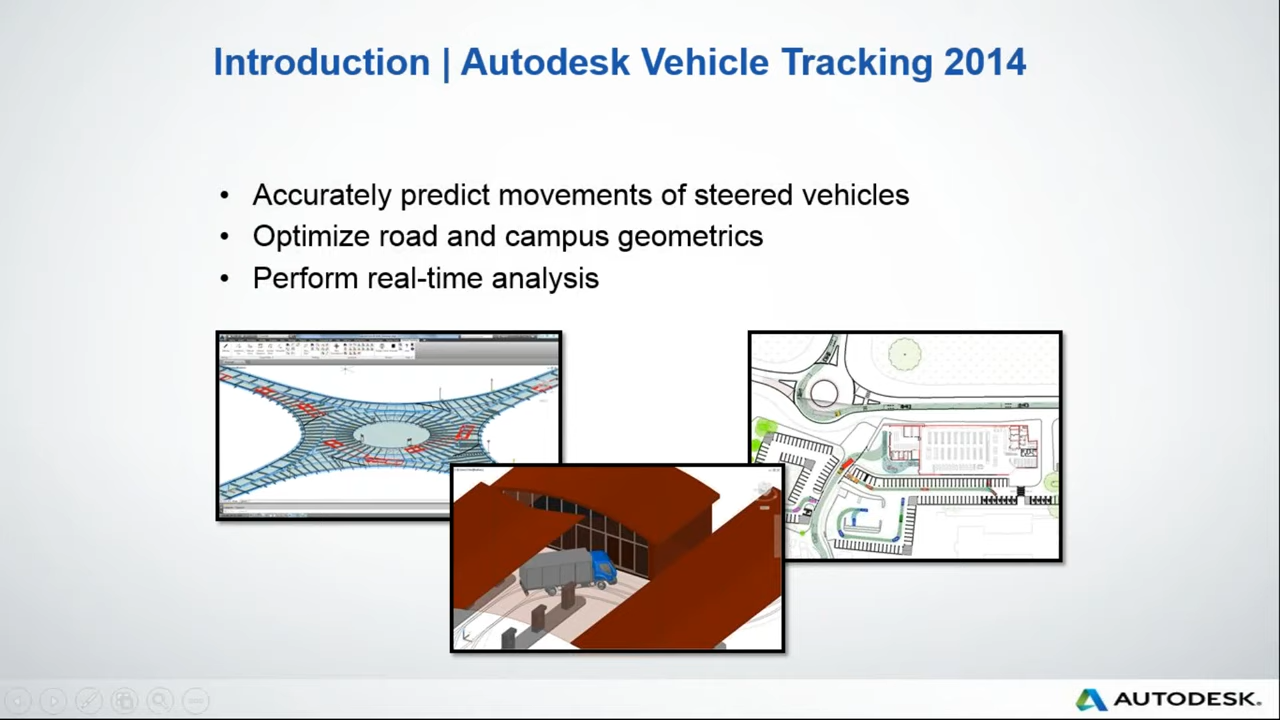 Introduction | Autodesk Vehicle Tracking 2014
• Accurately predict movements of steered vehicles
• Optimize road and campus geometrics
• Perform real-time analysis
AUTODESK.